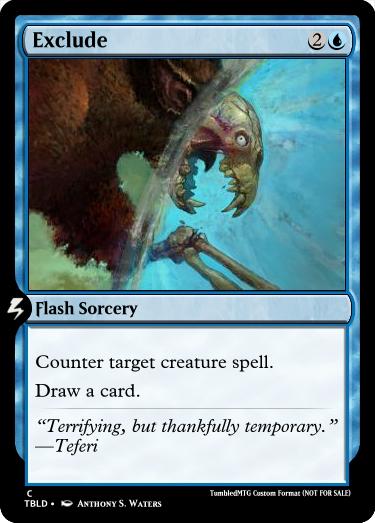 Exclude 2
Flash Sorcery
Counter target creature spell.
Draw a card.
“Terrifying, but thankfully temporary.”
—Teferi
C
TBLD • Anthony S. Waters
TumbledMTG Custom Format (NOT FOR SALE)